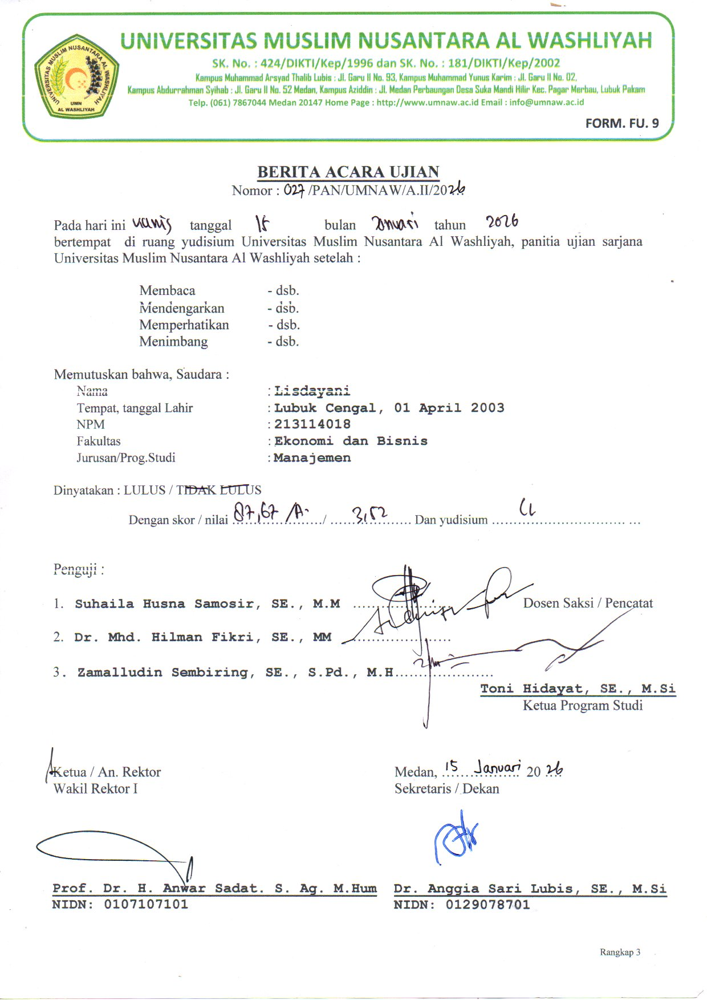 UNIVERSITAS MUSLIM NUSANTARA AL WASHLIYAH
SK. No. : 424/DIKTI/Kep/1996 dan SK. No. : 181/DIKTI/Kep/2002
Kampus Muhammad Arsyad Thalib Lubis : Jl. Garu II No. 93, Kampus Muhammad Yunus Karim : Jl. Garu II No. 02,
Kampus Abdurrahman Syihab : Jl. Garu II No. 52 Medan, Kampus Aziddin : Jl. Medan Perbaungan Desa Suka Mandi Hilir Kec. Pagar Merbau, Lubuk Pakam
Telp. (061) 7867044 Medan 20147 Home Page : http://www.umnaw.ac.id Email : info@umnaw.ac.id
UNIVERSITAS MUSLIM NUSANTARA AL WASHLIYAH
UMN
AL WASHLIYAH
FORM. FU. 9
BERITA ACARA UJIAN
Nomor : 027 /PAN/UMNAW/A.II/2026
Pada hari ini Kamis tanggal 15 bulan Januari tahun 2026
bertempat di ruang yudisium Universitas Muslim Nusantara Al Washliyah, panitia ujian sarjana
Universitas Muslim Nusantara Al Washliyah setelah :
Membaca - dsb.
Mendengarkan - dsb.
Memperhatikan - dsb.
Menimbang - dsb.
Memutuskan bahwa, Saudara :
Nama : Lisdayani
Tempat, tanggal Lahir : Lubuk Cengal, 01 April 2003
NPM : 213114018
Fakultas : Ekonomi dan Bisnis
Jurusan/Prog.Studi : Manajemen
Dinyatakan : LULUS / TIDAK LULUS
Dengan skor / nilai 87,67 /A- / 3,52 Dan yudisium
Penguji :
1. Suhaila Husna Samosir, SE., M.M ..................... Dosen Saksi / Pencatat
2. Dr. Mhd. Hilman Fikri, SE., MM .....................
3. Zamalludin Sembiring, SE., S.Pd., M.H.....................
Toni Hidayat, SE., M.Si
Ketua Program Studi
Ketua / An. Rektor Medan, 15 Januari 20 26
Wakil Rektor I Sekretaris / Dekan
Prof. Dr. H. Anwar Sadat. S. Ag. M.Hum Dr. Anggia Sari Lubis, SE., M.Si
NIDN: 0107107101 NIDN: 0129078701
Rangkap 3